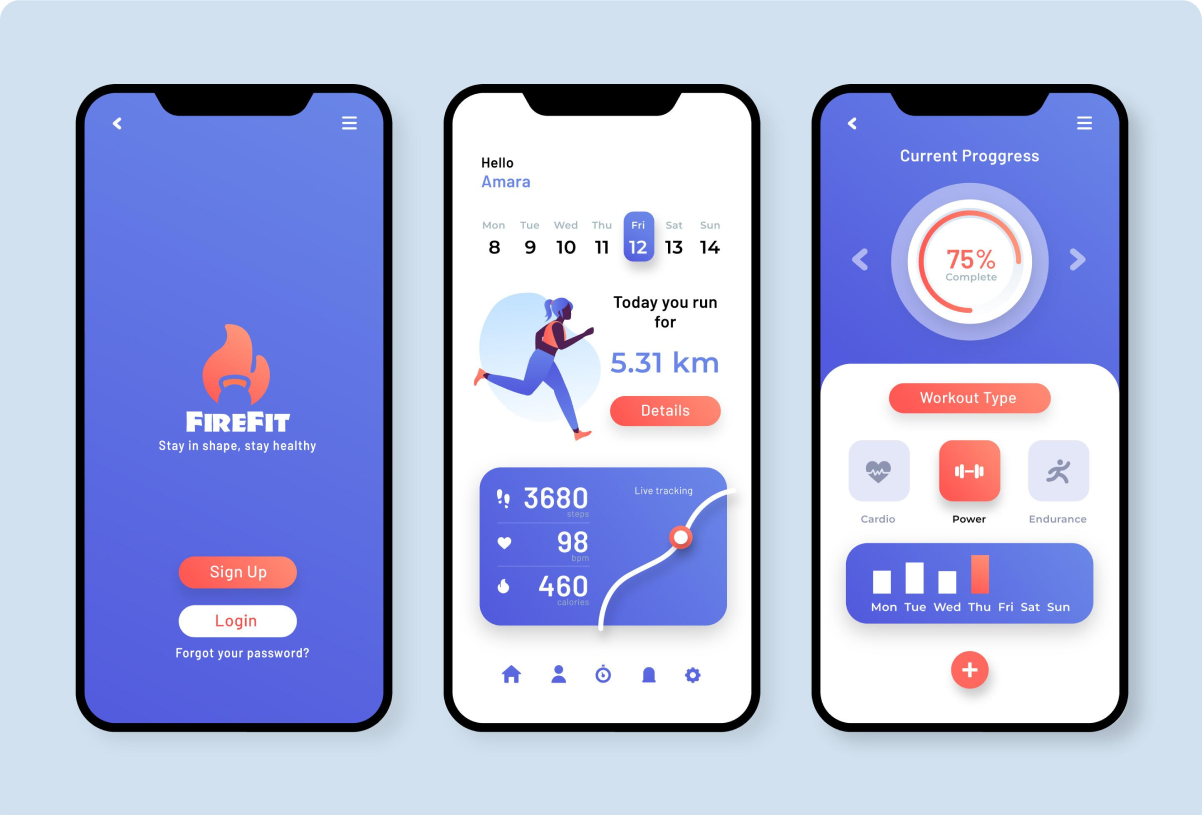 FIREFIT
Stay in shape, stay healthy
Sign Up
Login
Forgot your password?
Hello
Amara
Mon Tue Wed Thu Fri Sat Sun
8 9 10 11 12 13 14
Today you run
for
5.31 km
Details
3680
steps
Live tracking
98
bpm
460
calories
Current Proggress
75%
Complete
Workout Type
Cardio Power Endurance
Mon Tue Wed Thu Fri Sat Sun